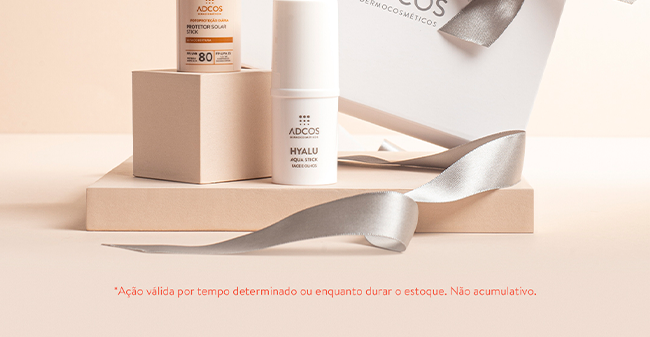 ADCOS
DERMOCOSMÉTICOS
ADCOS
PROTETOR SOLAR
STICK
80
ADCOS
HYALU
AQUA STICK
*Ação válida por tempo determinado ou enquanto durar o estoque. Não acumulativo.